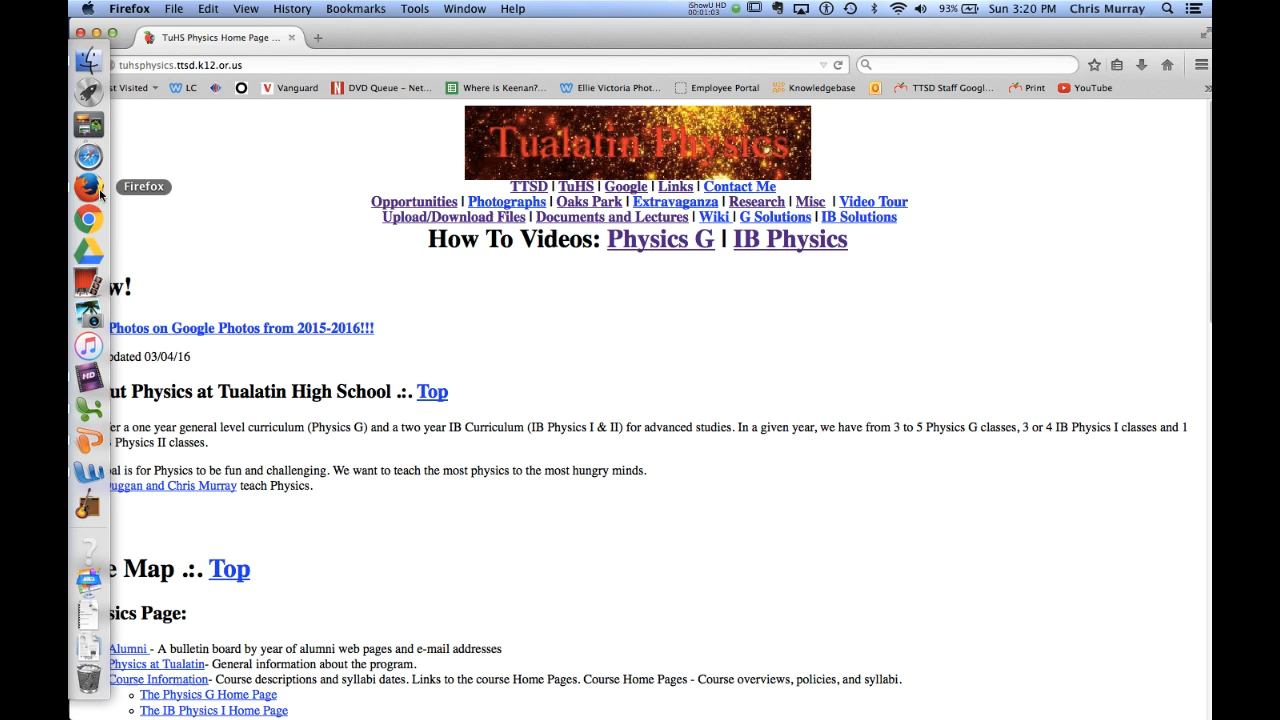 Firefox File Edit View History Bookmarks Tools Window Help iShowU HD 00:01:03 93% Sun 3:20 PM Chris Murray
TuHS Physics Home Page ...
tuhsphysics.ttsd.k12.or.us
st Visited LC Vanguard DVD Queue – Net... Where is Keenan?... Ellie Victoria Phot... Employee Portal Knowledgebase TTSD Staff Googl... Print YouTube
Tualatin Physics
TTSD | TuHS | Google | Links | Contact Me
Opportunities | Photographs | Oaks Park | Extravaganza | Research | Misc | Video Tour
Upload/Download Files | Documents and Lectures | Wiki | G Solutions | IB Solutions
How To Videos: Physics G | IB Physics
Firefox
w!
Photos on Google Photos from 2015-2016!!!
pdated 03/04/16
ut Physics at Tualatin High School .:. Top
er a one year general level curriculum (Physics G) and a two year IB Curriculum (IB Physics I & II) for advanced studies. In a given year, we have from 3 to 5 Physics G classes, 3 or 4 IB Physics I classes and 1
Physics II classes.
al is for Physics to be fun and challenging. We want to teach the most physics to the most hungry minds.
uggan and Chris Murray teach Physics.
e Map .:. Top
sics Page:
Alumni - A bulletin board by year of alumni web pages and e-mail addresses
Physics at Tualatin- General information about the program.
Course Information- Course descriptions and syllabi dates. Links to the course Home Pages. Course Home Pages - Course overviews, policies, and syllabi.
The Physics G Home Page
The IB Physics I Home Page